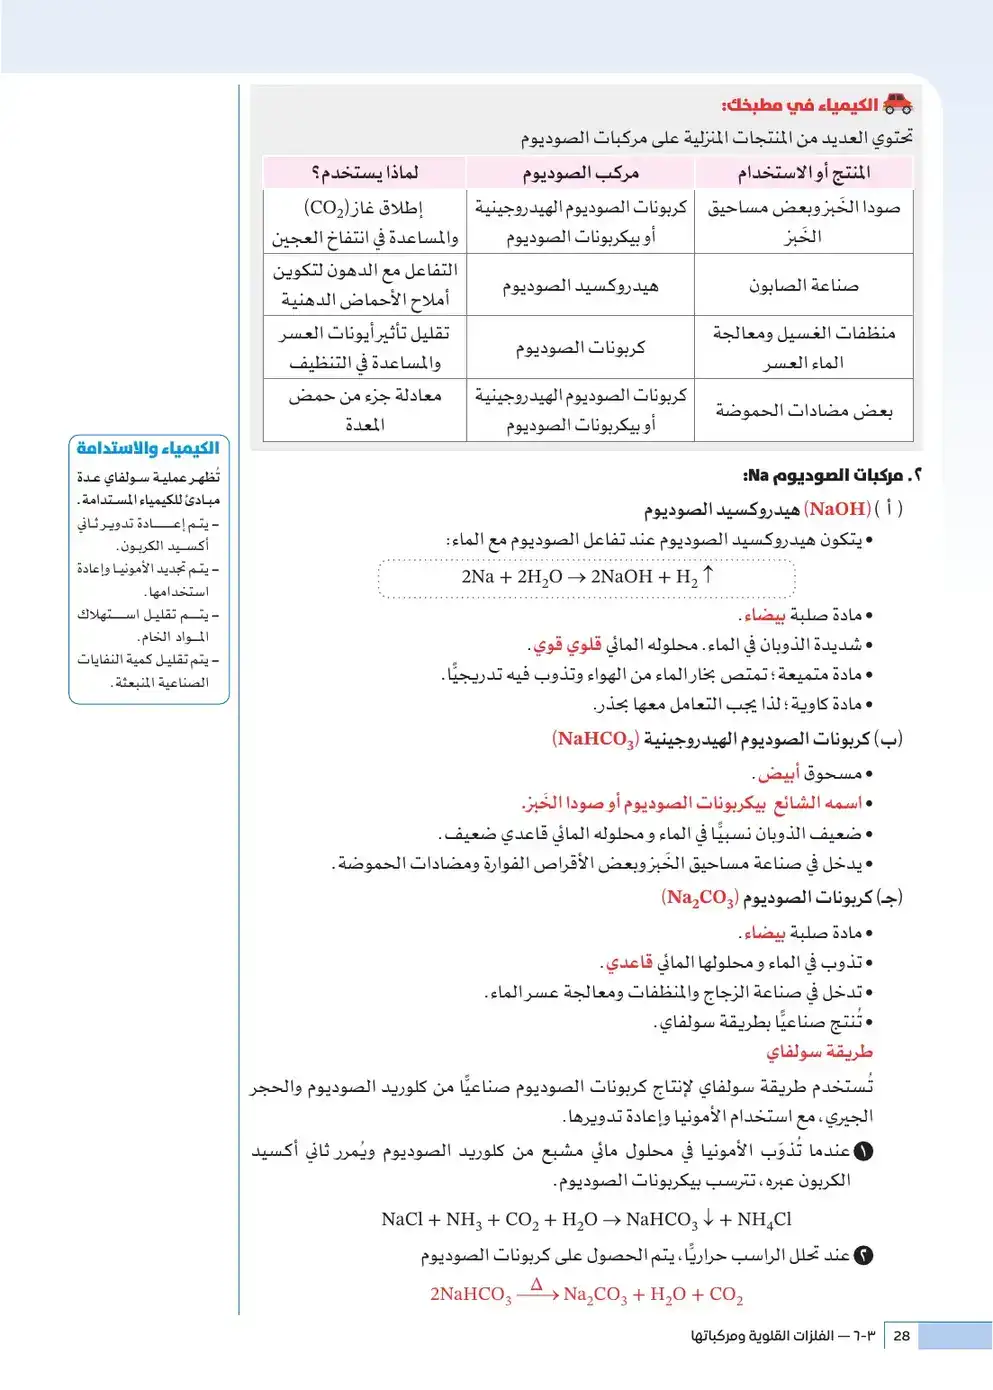 الكيمياء في مطبخك:
تحتوي العديد من المنتجات المنزلية على مركبات الصوديوم
المنتج أو الاستخدام
مركب الصوديوم
لماذا يستخدم؟
صودا الخَبز وبعض مساحيق
الخَبز
كربونات الصوديوم الهيدروجينية
أو بيكربونات الصوديوم
إطلاق غاز (CO₂)
والمساعدة في انتفاخ العجين
صناعة الصابون
هيدروكسيد الصوديوم
التفاعل مع الدهون لتكوين
أملاح الأحماض الدهنية
منظفات الغسيل ومعالجة
الماء العسر
كربونات الصوديوم
تقليل تأثير أيونات العسر
والمساعدة في التنظيف
بعض مضادات الحموضة
كربونات الصوديوم الهيدروجينية
أو بيكربونات الصوديوم
معادلة جزء من حمض
المعدة
الكيمياء والاستدامة
تُظهر عملية سولفاي عدة
مبادئ للكيمياء المستدامة.
- يتم إعـــادة تدوير ثاني
أكسيد الكربون.
- يتم تجديد الأمونيا وإعادة
استخدامها.
- يتــم تقليل اســتهلاك
المــواد الخام.
- يتم تقليل كمية النفايات
الصناعية المنبعثة.
٢. مركبات الصوديوم Na:
( أ ) (NaOH) هيدروكسيد الصوديوم
• يتكون هيدروكسيد الصوديوم عند تفاعل الصوديوم مع الماء:
2Na + 2H₂O → 2NaOH + H₂ ↑
• مادة صلبة بيضاء.
• شديدة الذوبان في الماء. محلوله المائي قلوي قوي.
• مادة متميعة؛ تمتص بخار الماء من الهواء وتذوب فيه تدريجيًّا.
• مادة كاوية؛ لذا يجب التعامل معها بحذر.
(ب) كربونات الصوديوم الهيدروجينية (NaHCO₃)
• مسحوق أبيض.
• اسمه الشائع بيكربونات الصوديوم أو صودا الخَبز.
• ضعيف الذوبان نسبيًّا في الماء و محلوله المائي قاعدي ضعيف.
• يدخل في صناعة مساحيق الخَبز وبعض الأقراص الفوارة ومضادات الحموضة.
(جـ) كربونات الصوديوم (Na₂CO₃)
• مادة صلبة بيضاء.
• تذوب في الماء و محلولها المائي قاعدي.
• تدخل في صناعة الزجاج والمنظفات ومعالجة عسر الماء.
• تُنتج صناعيًّا بطريقة سولفاي.
طريقة سولفاي
تُستخدم طريقة سولفاي لإنتاج كربونات الصوديوم صناعيًّا من كلوريد الصوديوم والحجر
الجيري، مع استخدام الأمونيا وإعادة تدويرها.
١ عندما تُذوَب الأمونيا في محلول مائي مشبع من كلوريد الصوديوم ويُمرر ثاني أكسيد
الكربون عبره، تترسب بيكربونات الصوديوم.
NaCl + NH₃ + CO₂ + H₂O → NaHCO₃ ↓ + NH₄Cl
٢ عند تحلل الراسب حراريًّا، يتم الحصول على كربونات الصوديوم
2NaHCO₃ —Δ→ Na₂CO₃ + H₂O + CO₂
28 ٣-٦ — الفلزات القلوية ومركباتها